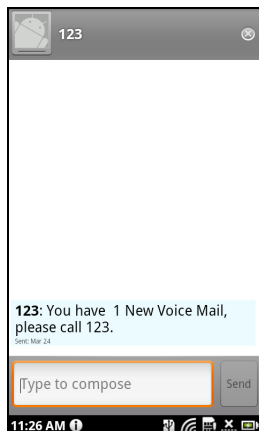 123
123: You have  1 New Voice Mail,
please call 123.
Sent: Mar 24
Type to compose
Send
11:26 AM